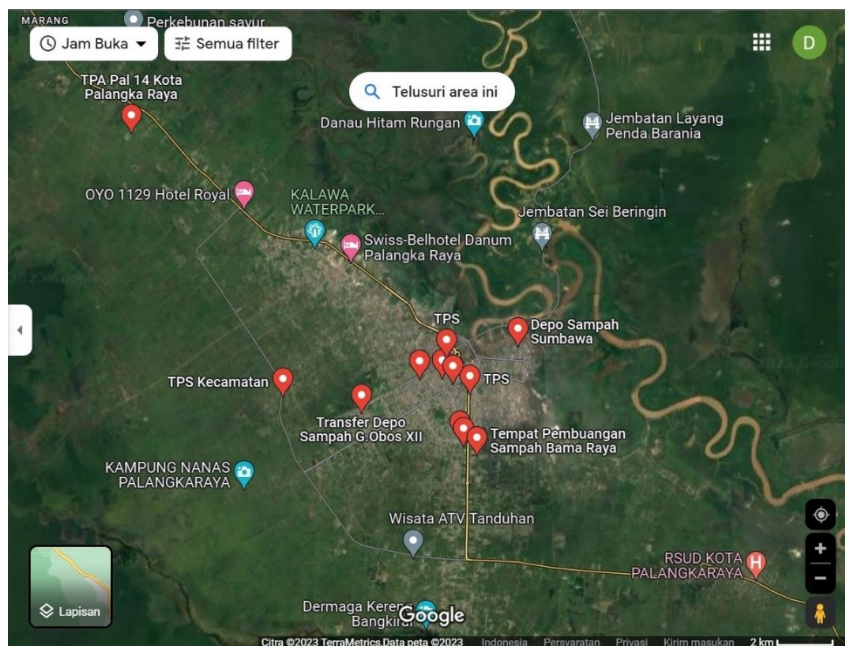 MARANG
Perkebunan sayur
Jam Buka
Semua filter
D
TPA Pal 14 Kota
Palangka Raya
Telusuri area ini
Danau Hitam Rungan
Jembatan Layang
Penda Barania
OYO 1129 Hotel Royal
KALAWA
WATERPARK...
Jembatan Sei Beringin
Swiss-Belhotel Danum
Palangka Raya
TPS
Depo Sampah
Sumbawa
TPS Kecamatan
TPS
Transfer Depo
Sampah G.Obos XII
Tempat Pembuangan
Sampah Bama Raya
KAMPUNG NANAS
PALANGKARAYA
Wisata ATV Tanduhan
RSUD KOTA
PALANGKARAYA
H
Lapisan
Dermaga Kereng
Bangkirai
Google
Citra ©2023 TerraMetrics,Data peta ©2023 Indonesia Persyaratan Privasi Kirim masukan 2 km